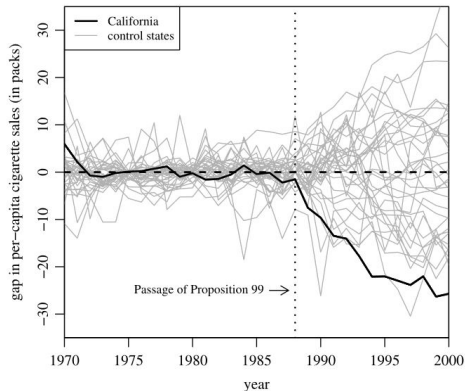 California
control states
30
20
10
0
-10
-20
-30
gap in per−capita cigarette sales (in packs)
Passage of Proposition 99
1970 1975 1980 1985 1990 1995 2000
year